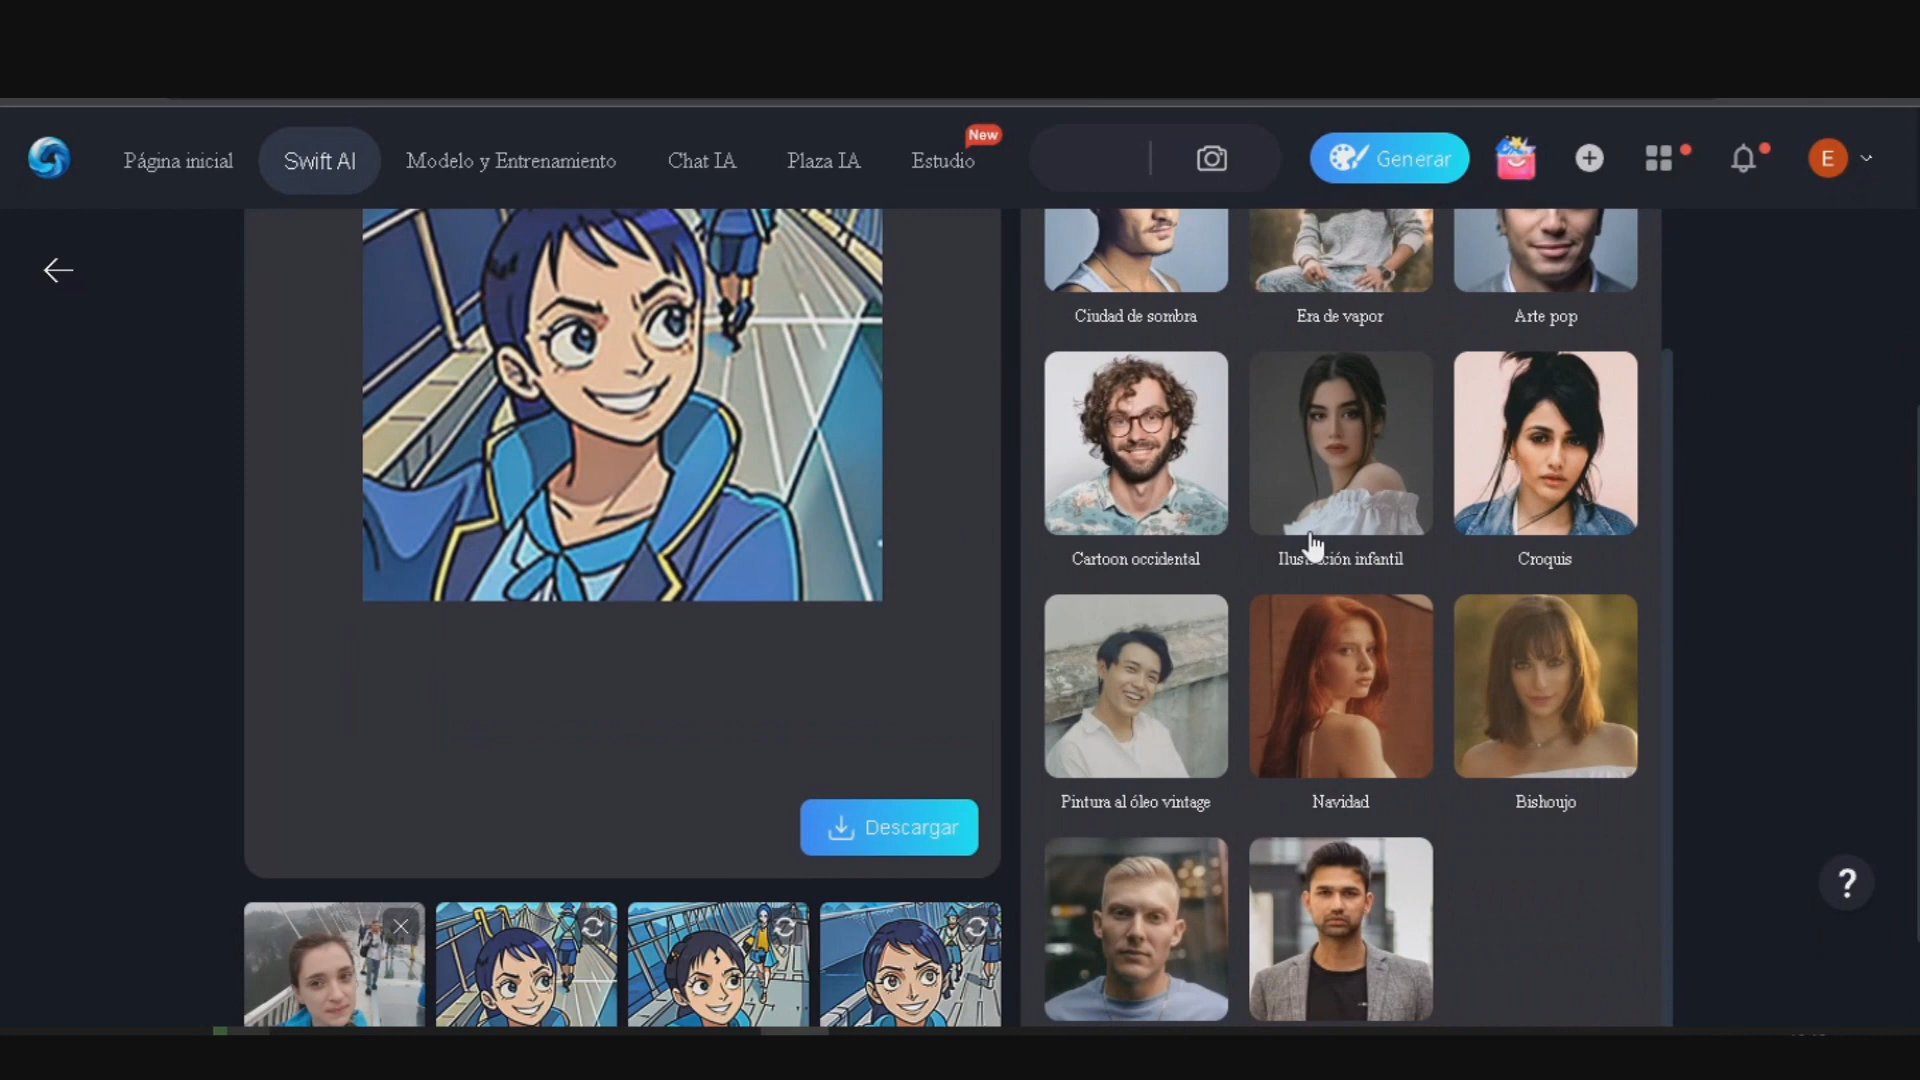 New
Página inicial
Swift AI
Modelo y Entrenamiento
Chat IA
Plaza IA
Estudio
Generar
E
Ciudad de sombra
Era de vapor
Arte pop
Cartoon occidental
Ilustración infantil
Croquis
Pintura al óleo vintage
Navidad
Bishoujo
Descargar
?